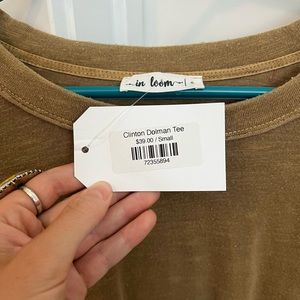 in loom
Clinton Dolman Tee
$39.00 / Small
72355894